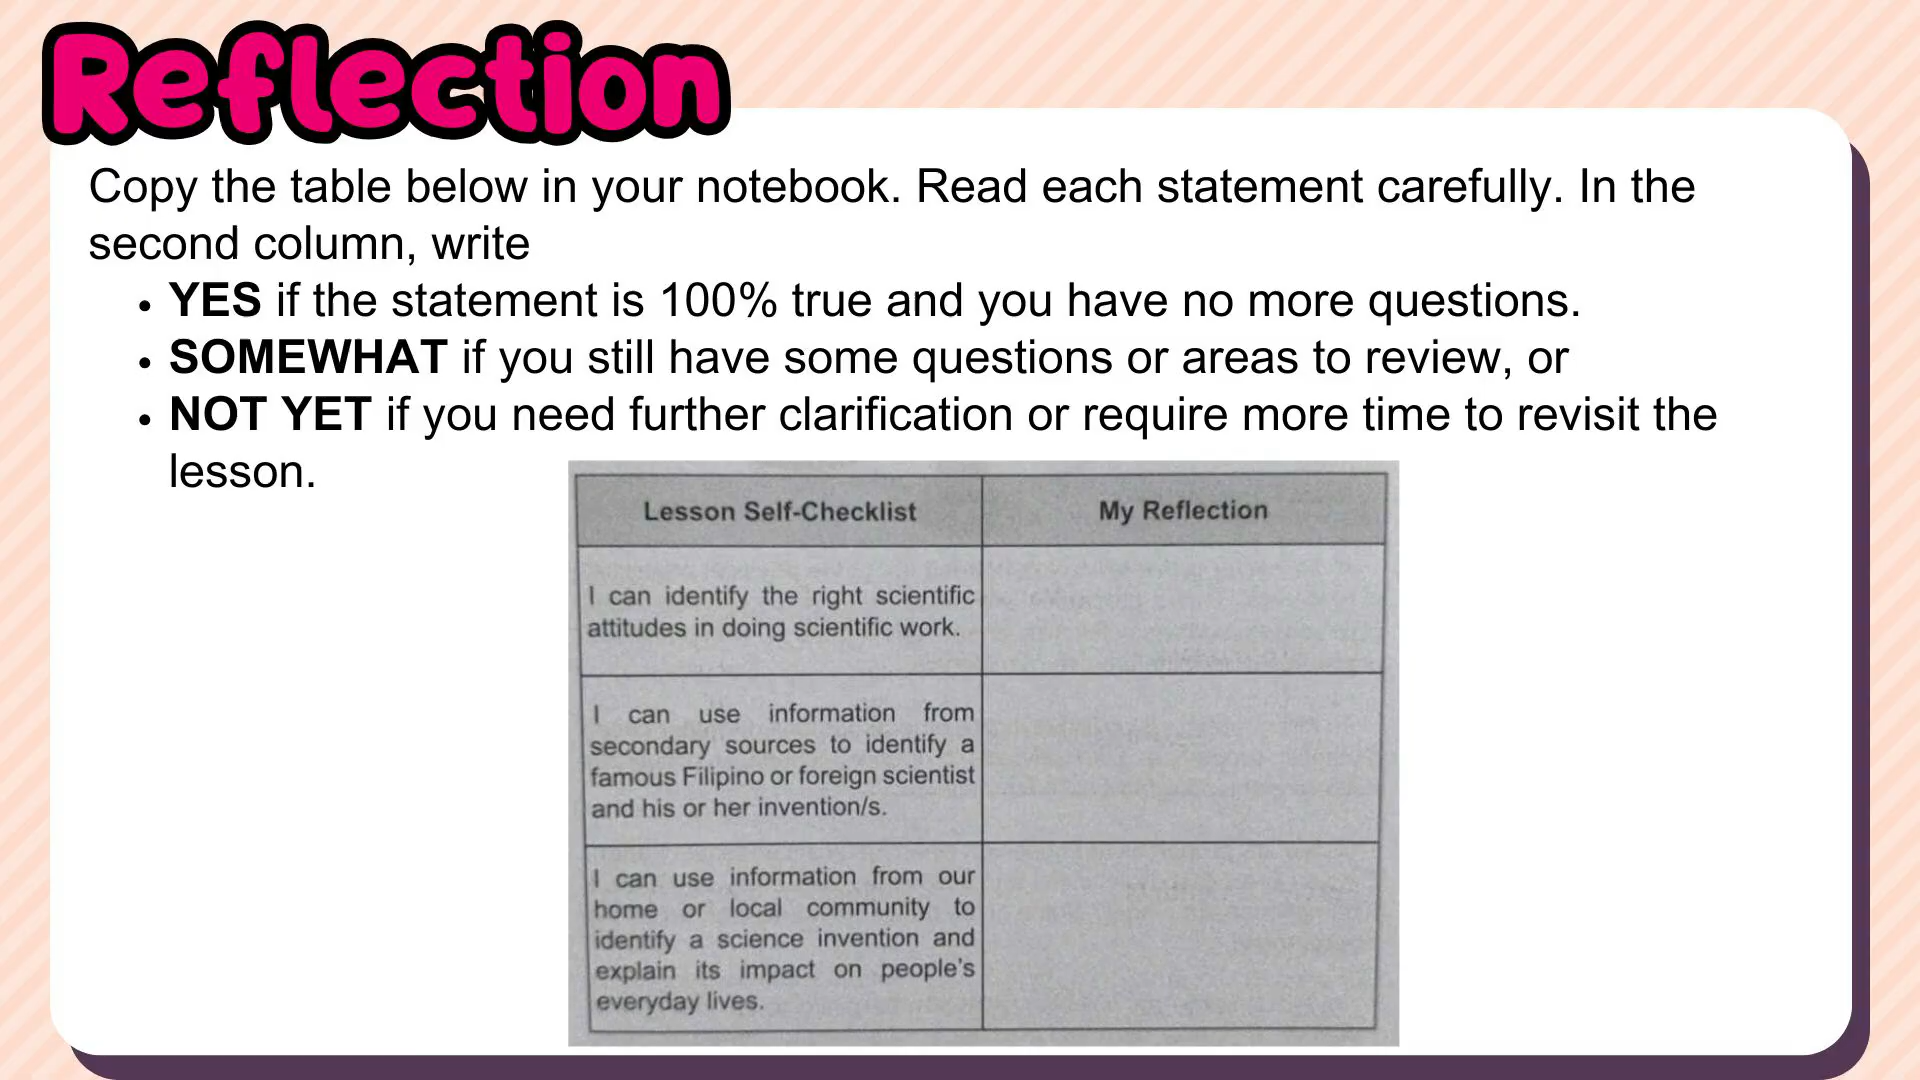 Reflection
Copy the table below in your notebook. Read each statement carefully. In the
second column, write
• YES if the statement is 100% true and you have no more questions.
• SOMEWHAT if you still have some questions or areas to review, or
• NOT YET if you need further clarification or require more time to revisit the
lesson.
Lesson Self-Checklist
My Reflection
I can identify the right scientific
attitudes in doing scientific work.
I can use information from
secondary sources to identify a
famous Filipino or foreign scientist
and his or her invention/s.
I can use information from our
home or local community to
identify a science invention and
explain its impact on people's
everyday lives.